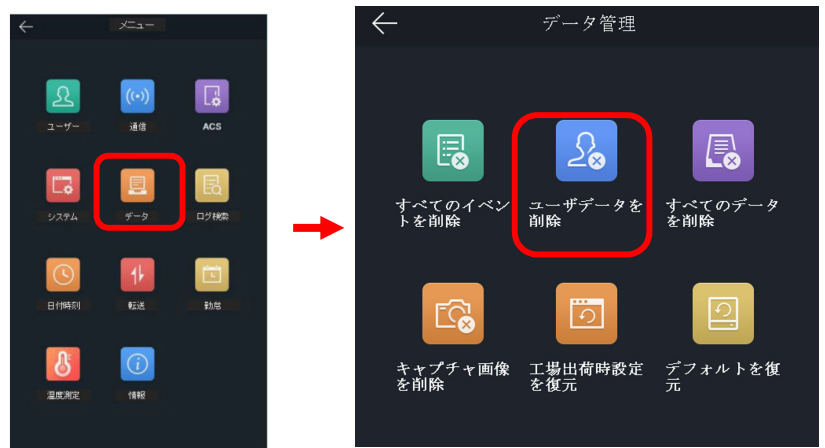 メニュー
ユーザー
通信
ACS
システム
データ
ログ検索
日付時刻
転送
勤怠
温度測定
情報
データ管理
すべてのイベン
トを削除
ユーザデータを
削除
すべてのデータ
を削除
キャプチャ画像
を削除
工場出荷時設定
を復元
デフォルトを復
元